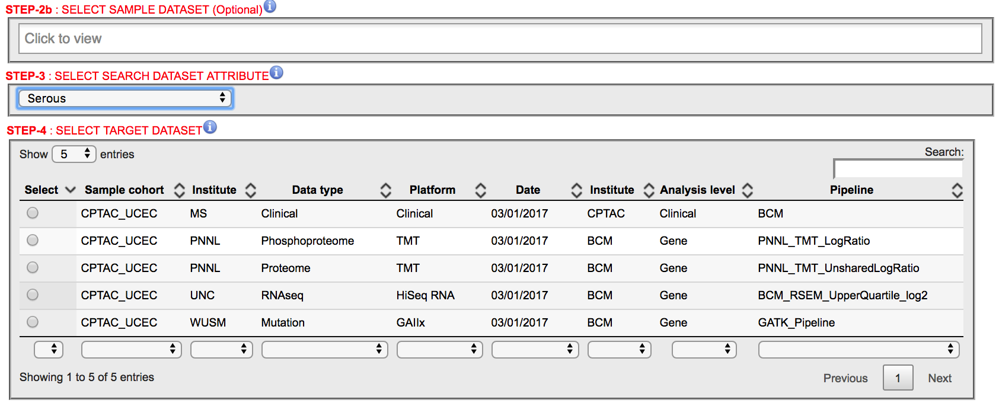 STEP-2b : SELECT SAMPLE DATASET (Optional) i
Click to view
STEP-3 : SELECT SEARCH DATASET ATTRIBUTE i
Serous
STEP-4 : SELECT TARGET DATASET i
Show 5 entries Search:
Select Sample cohort Institute Data type Platform Date Institute Analysis level Pipeline
CPTAC_UCEC MS Clinical Clinical 03/01/2017 CPTAC Clinical BCM
CPTAC_UCEC PNNL Phosphoproteome TMT 03/01/2017 BCM Gene PNNL_TMT_LogRatio
CPTAC_UCEC PNNL Proteome TMT 03/01/2017 BCM Gene PNNL_TMT_UnsharedLogRatio
CPTAC_UCEC UNC RNAseq HiSeq RNA 03/01/2017 BCM Gene BCM_RSEM_UpperQuartile_log2
CPTAC_UCEC WUSM Mutation GAIIx 03/01/2017 BCM Gene GATK_Pipeline
Showing 1 to 5 of 5 entries Previous 1 Next